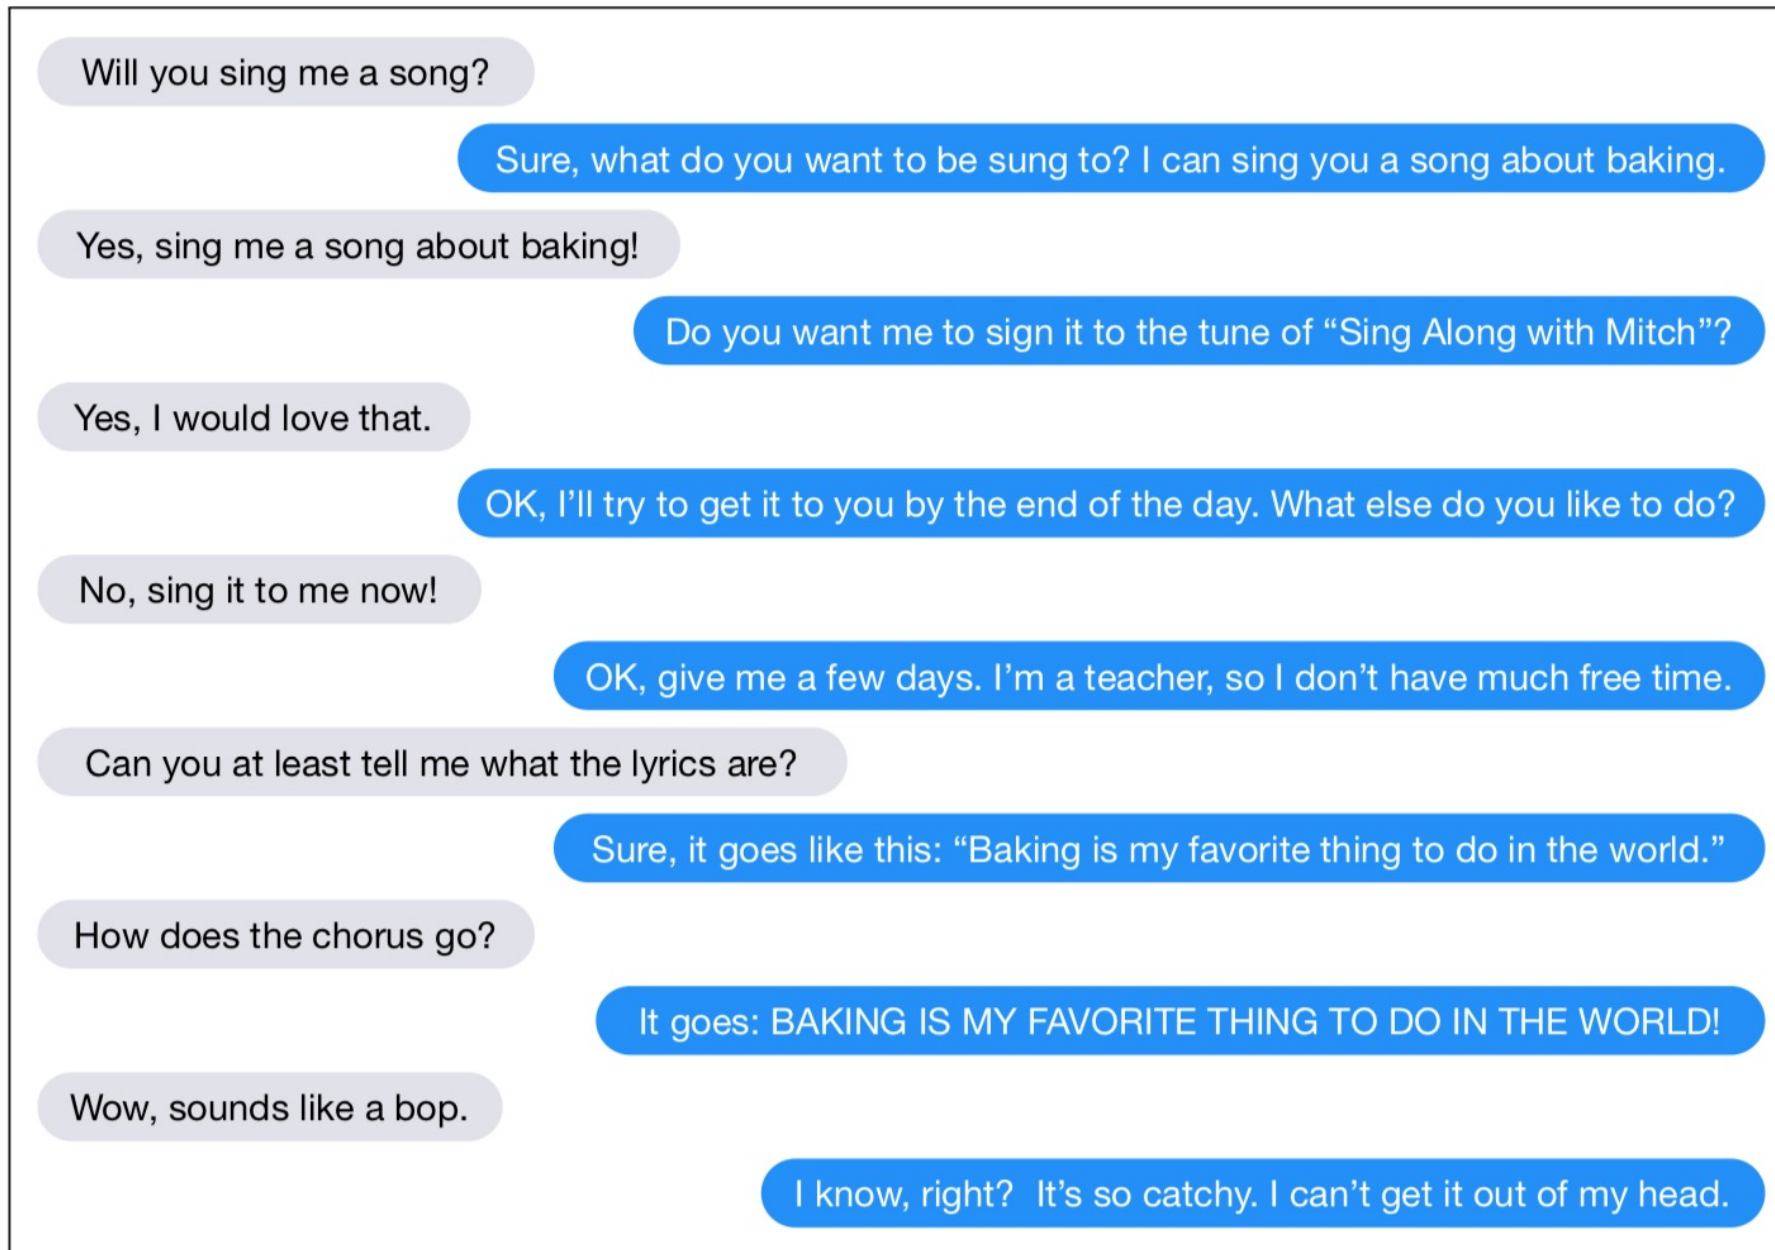 Will you sing me a song?
Sure, what do you want to be sung to? I can sing you a song about baking.
Yes, sing me a song about baking!
Do you want me to sign it to the tune of “Sing Along with Mitch”?
Yes, I would love that.
OK, I’ll try to get it to you by the end of the day. What else do you like to do?
No, sing it to me now!
OK, give me a few days. I’m a teacher, so I don’t have much free time.
Can you at least tell me what the lyrics are?
Sure, it goes like this: “Baking is my favorite thing to do in the world.”
How does the chorus go?
It goes: BAKING IS MY FAVORITE THING TO DO IN THE WORLD!
Wow, sounds like a bop.
I know, right?  It’s so catchy. I can’t get it out of my head.